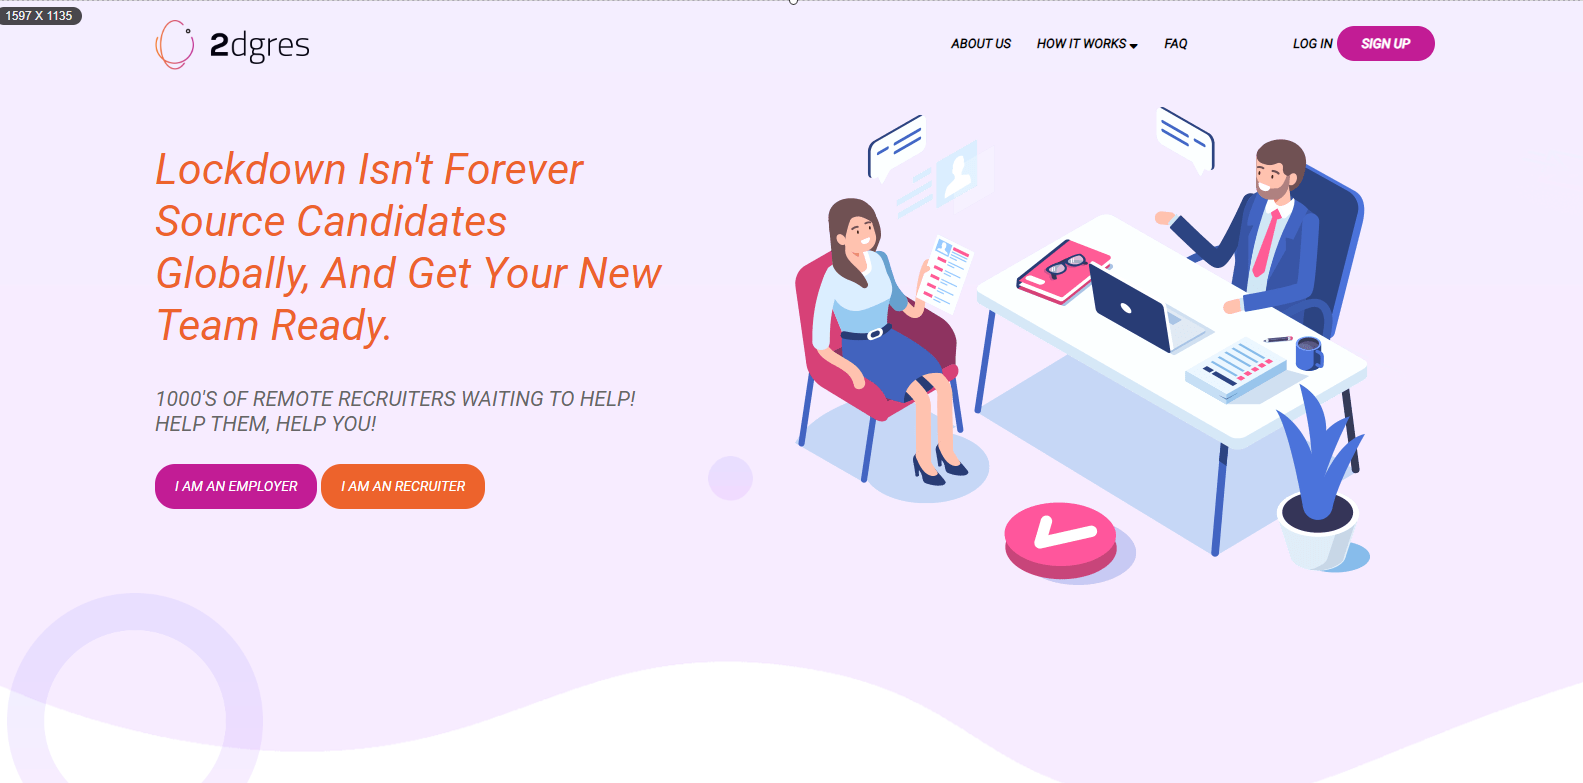 1597 X 1135
2dgres
ABOUT US
HOW IT WORKS
FAQ
LOG IN
SIGN UP
Lockdown Isn't Forever
Source Candidates
Globally, And Get Your New
Team Ready.
1000'S OF REMOTE RECRUITERS WAITING TO HELP!
HELP THEM, HELP YOU!
I AM AN EMPLOYER
I AM AN RECRUITER